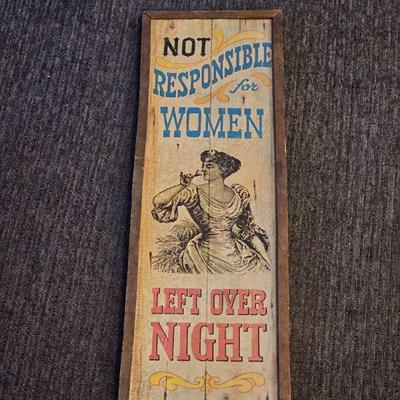 NOT
RESPONSIBLE
for
WOMEN
LEFT OVER
NIGHT